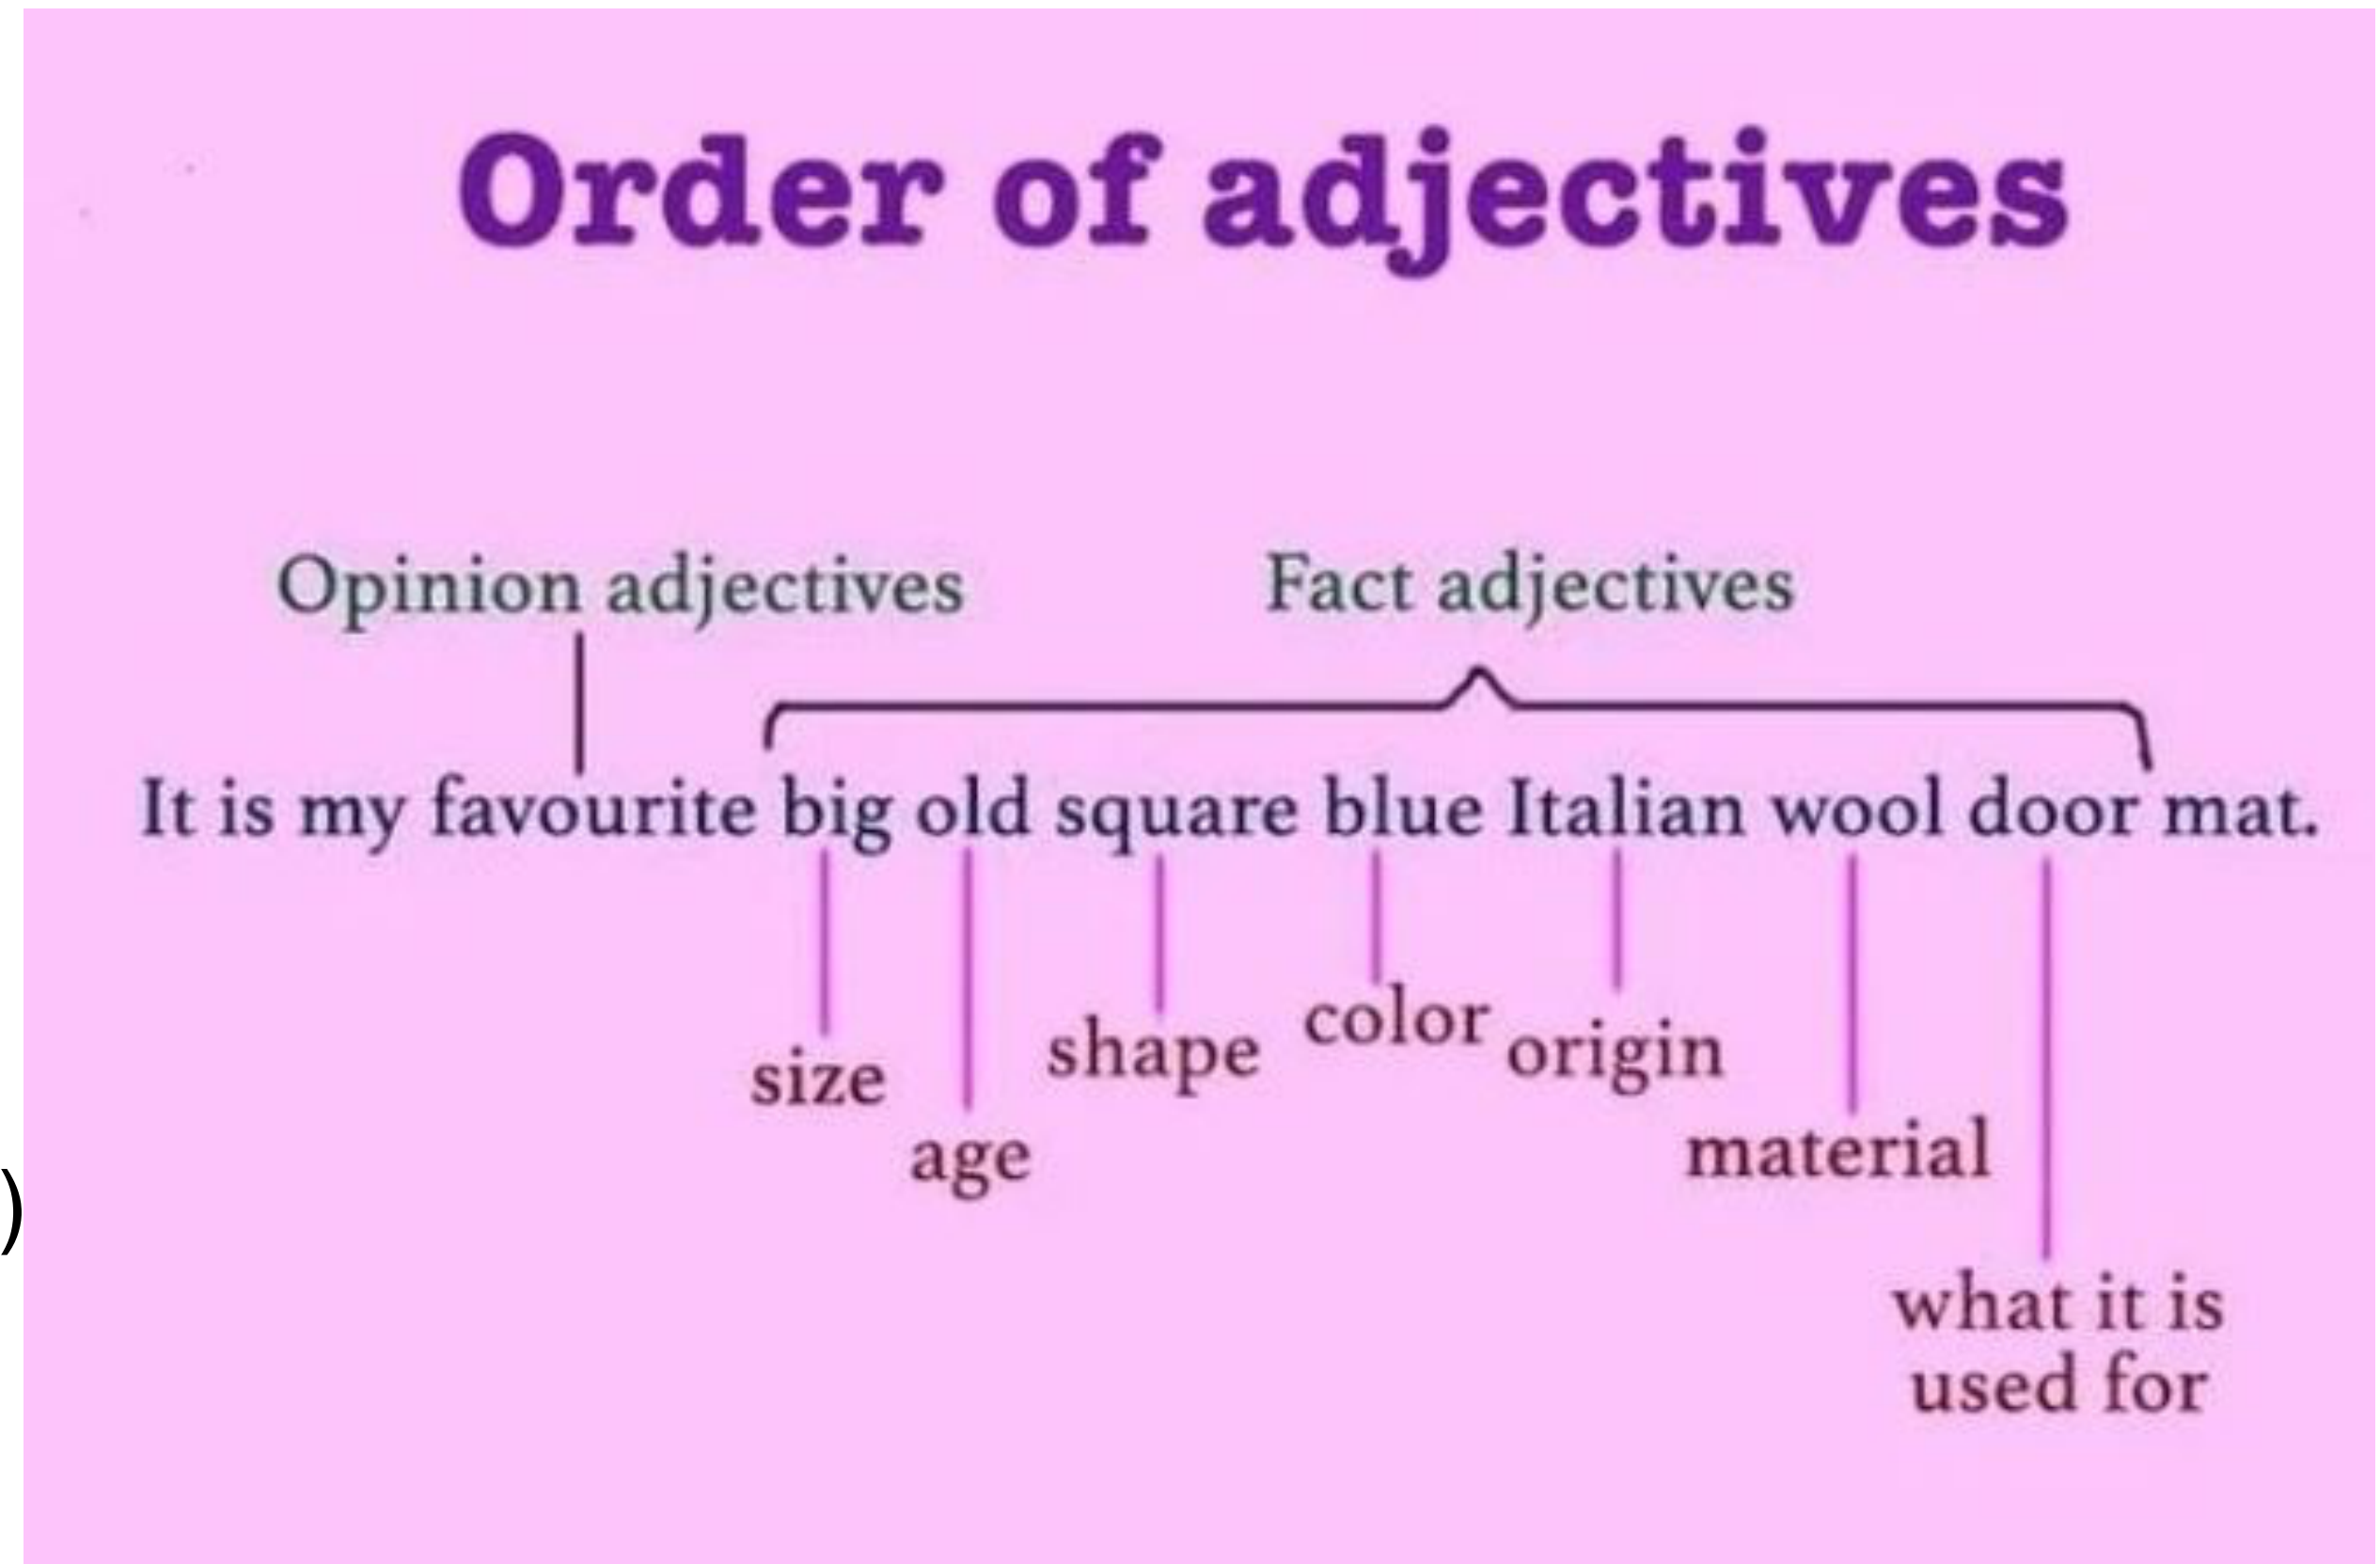 Order of adjectives
Opinion adjectives
Fact adjectives
It is my favourite big old square blue Italian wool door mat.
size
age
shape
color
origin
material
what it is
used for
)